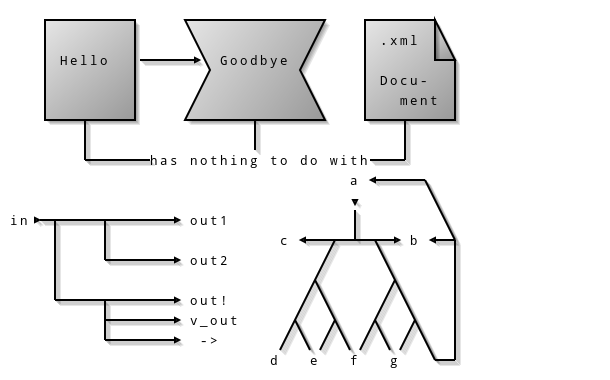 Hello
Goodbye
.xml
Docu-
ment
has nothing to do with
a
in
out1
c
b
out2
out!
v_out
->
d e f g